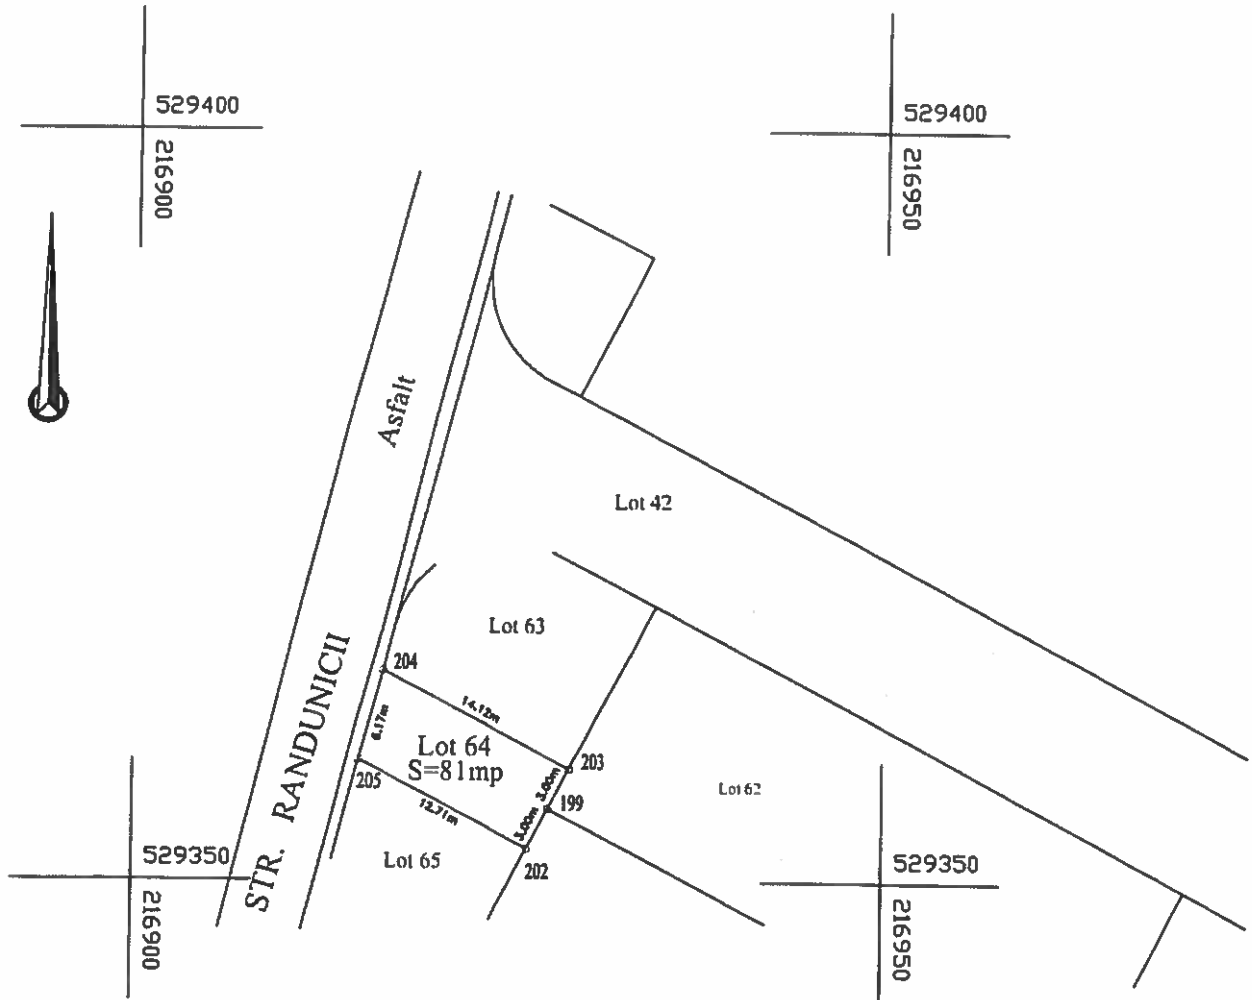 529400
216900
529400
216950
Asfalt
Lot 42
Lot 63
STR. RANDUNICII
204
14.12m
6.17m
Lot 64
S=81mp
203
3.00m
199
205
12.71m
3.00m
202
Lot 62
Lot 65
529350
216900
529350
216950